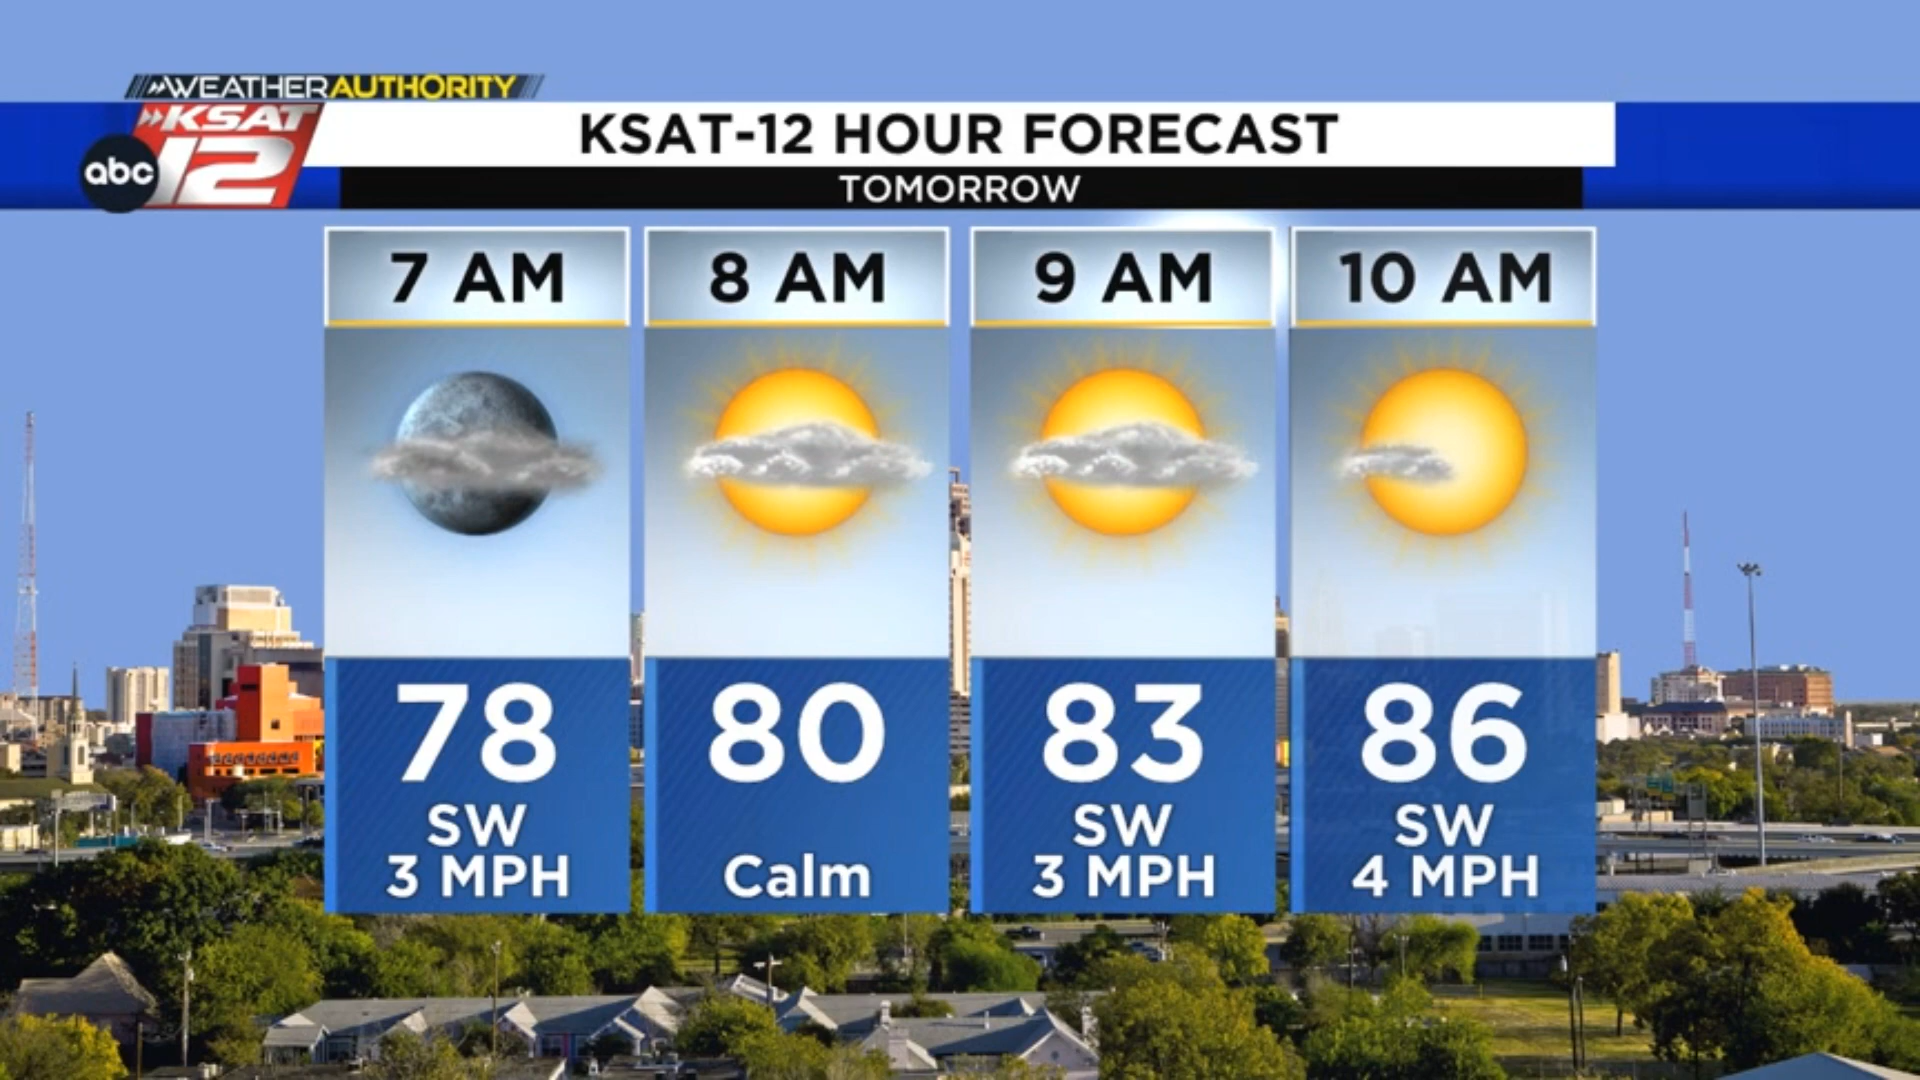 WEATHERAUTHORITY
KSAT
abc
12
KSAT-12 HOUR FORECAST
TOMORROW
7 AM
8 AM
9 AM
10 AM
78
80
83
86
SW
SW
SW
3 MPH
Calm
3 MPH
4 MPH